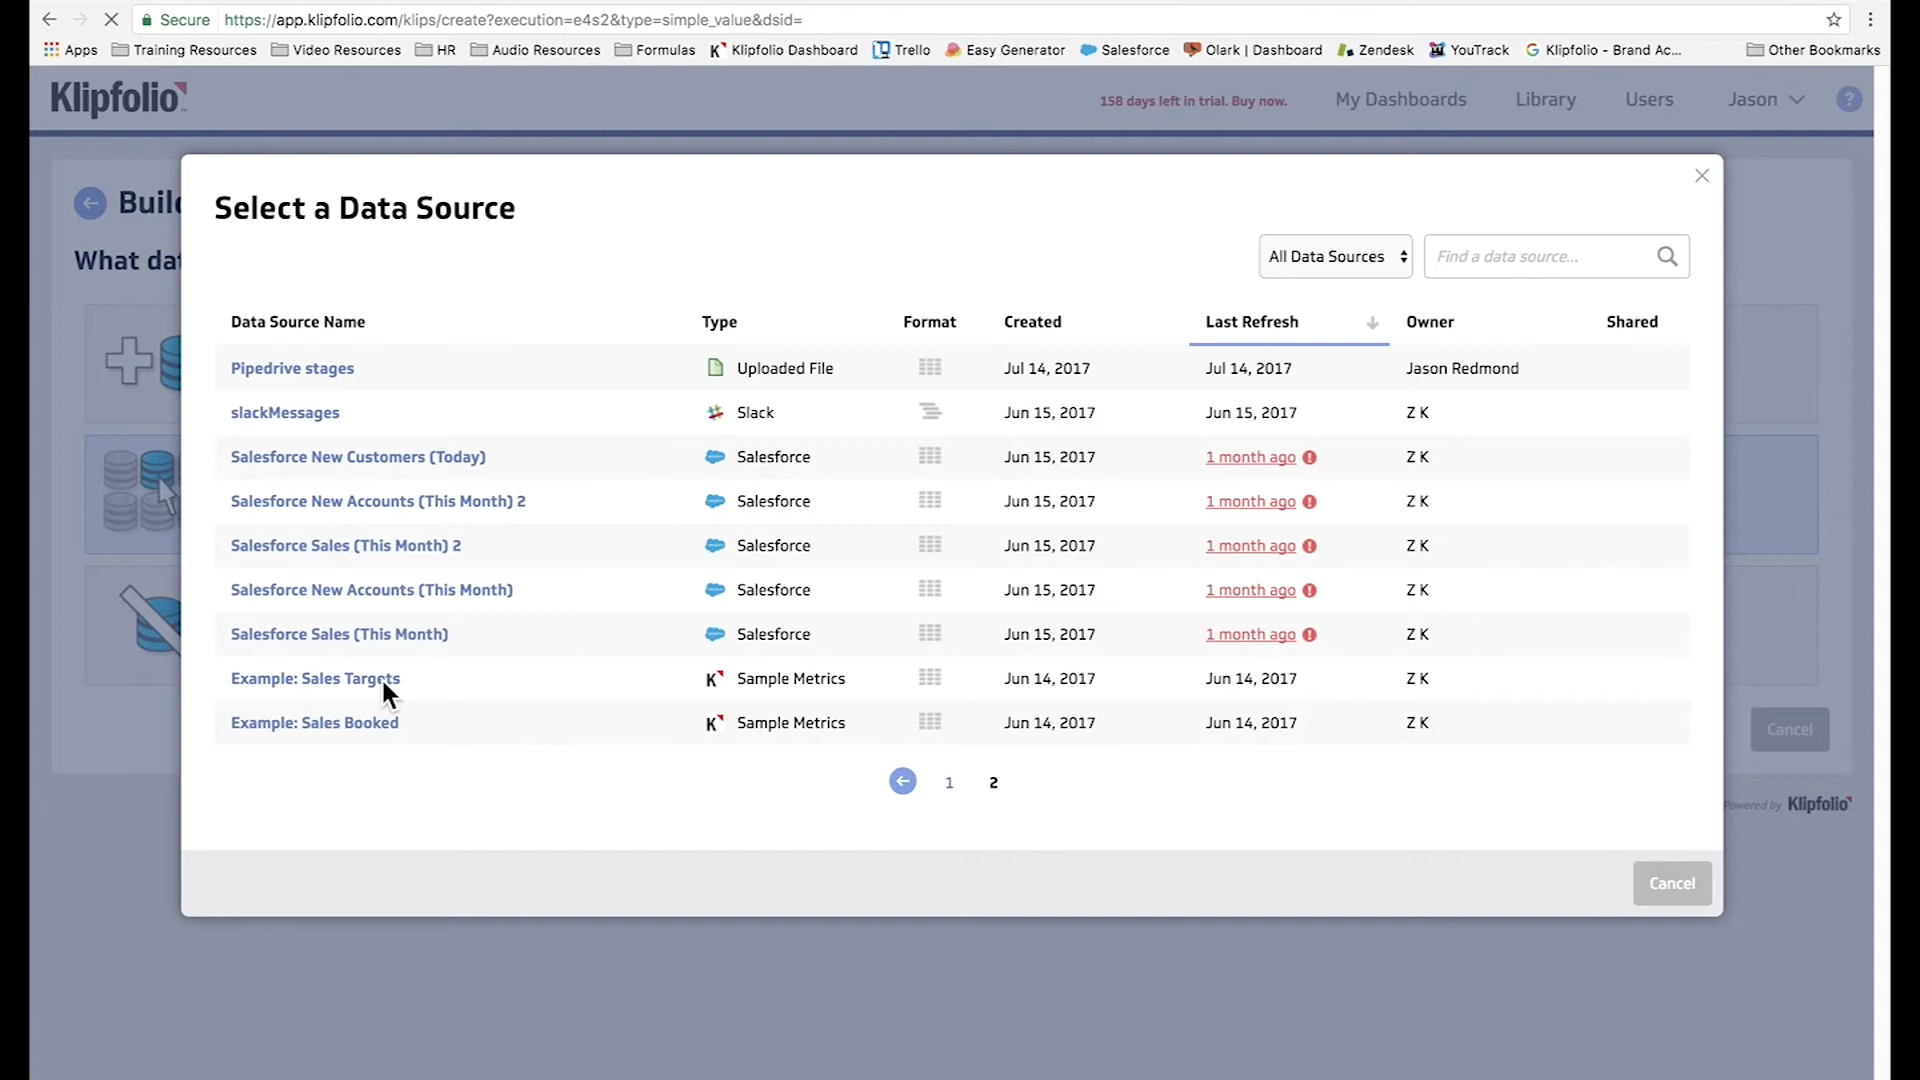 Secure https://app.klipfolio.com/klips/create?execution=e4s2&type=simple_value&dsid=
Apps Training Resources Video Resources HR Audio Resources Formulas Klipfolio Dashboard Trello Easy Generator Salesforce Olark | Dashboard Zendesk YouTrack Klipfolio - Brand Ac... Other Bookmarks
Klipfolio 158 days left in trial. Buy now. My Dashboards Library Users Jason ?
Select a Data Source
All Data Sources Find a data source...
Data Source Name Type Format Created Last Refresh Owner Shared
Pipedrive stages Uploaded File Jul 14, 2017 Jul 14, 2017 Jason Redmond
slackMessages Slack Jun 15, 2017 Jun 15, 2017 Z K
Salesforce New Customers (Today) Salesforce Jun 15, 2017 1 month ago Z K
Salesforce New Accounts (This Month) 2 Salesforce Jun 15, 2017 1 month ago Z K
Salesforce Sales (This Month) 2 Salesforce Jun 15, 2017 1 month ago Z K
Salesforce New Accounts (This Month) Salesforce Jun 15, 2017 1 month ago Z K
Salesforce Sales (This Month) Salesforce Jun 15, 2017 1 month ago Z K
Example: Sales Targets Sample Metrics Jun 14, 2017 Jun 14, 2017 Z K
Example: Sales Booked Sample Metrics Jun 14, 2017 Jun 14, 2017 Z K
1 2
Cancel
What
Cancel
Powered by Klipfolio